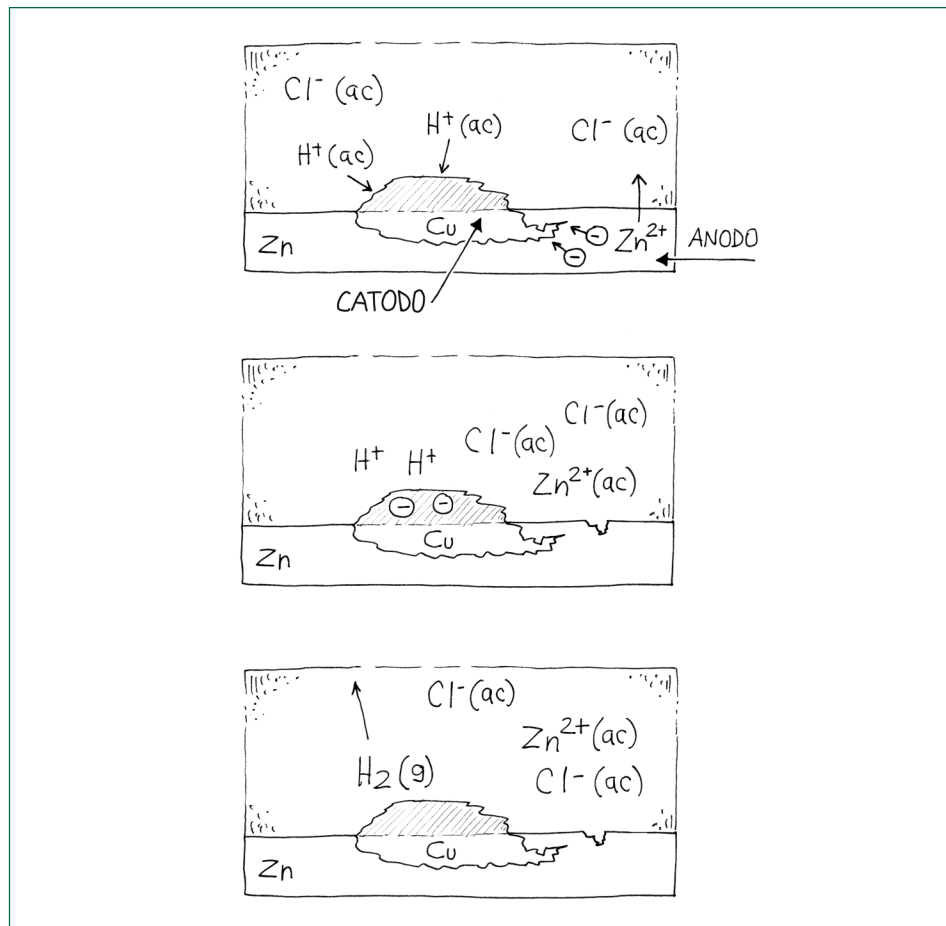 Cl⁻ (ac)
H⁺ (ac)
Cl⁻ (ac)
H⁺ (ac)
Cu
Zn
⊖
Zn²⁺
ANODO
⊖
CATODO
Cl⁻(ac)
Cl⁻(ac)
H⁺ H⁺
Zn²⁺(ac)
⊖ ⊖
Cu
Zn
Cl⁻(ac)
Zn²⁺(ac)
H₂(g)
Cl⁻(ac)
Cu
Zn